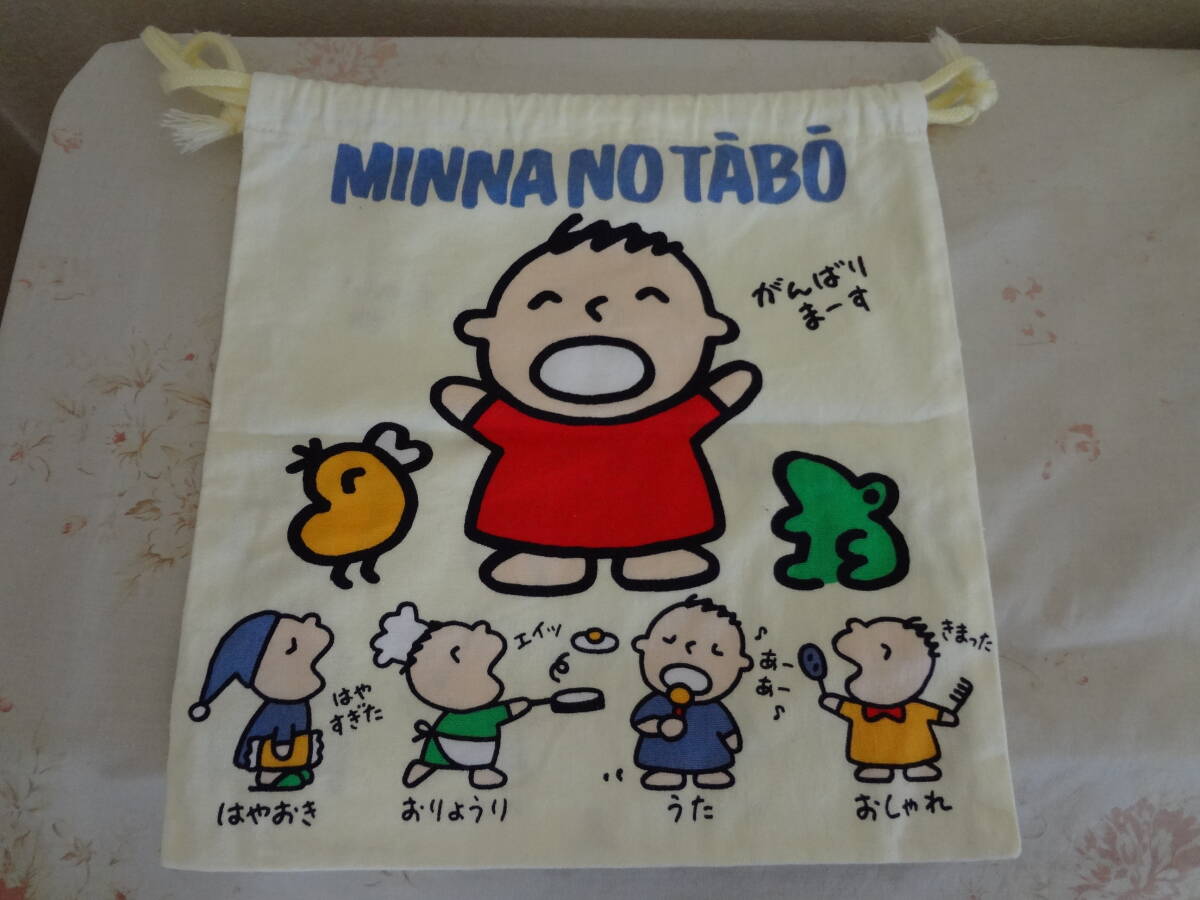 MINNA NO TĀBŌ
がんばり
まーす
はや
すぎた
はやおき
エイッ
おりょうり
♪
あー
あー
♪
うた
きまった
おしゃれ